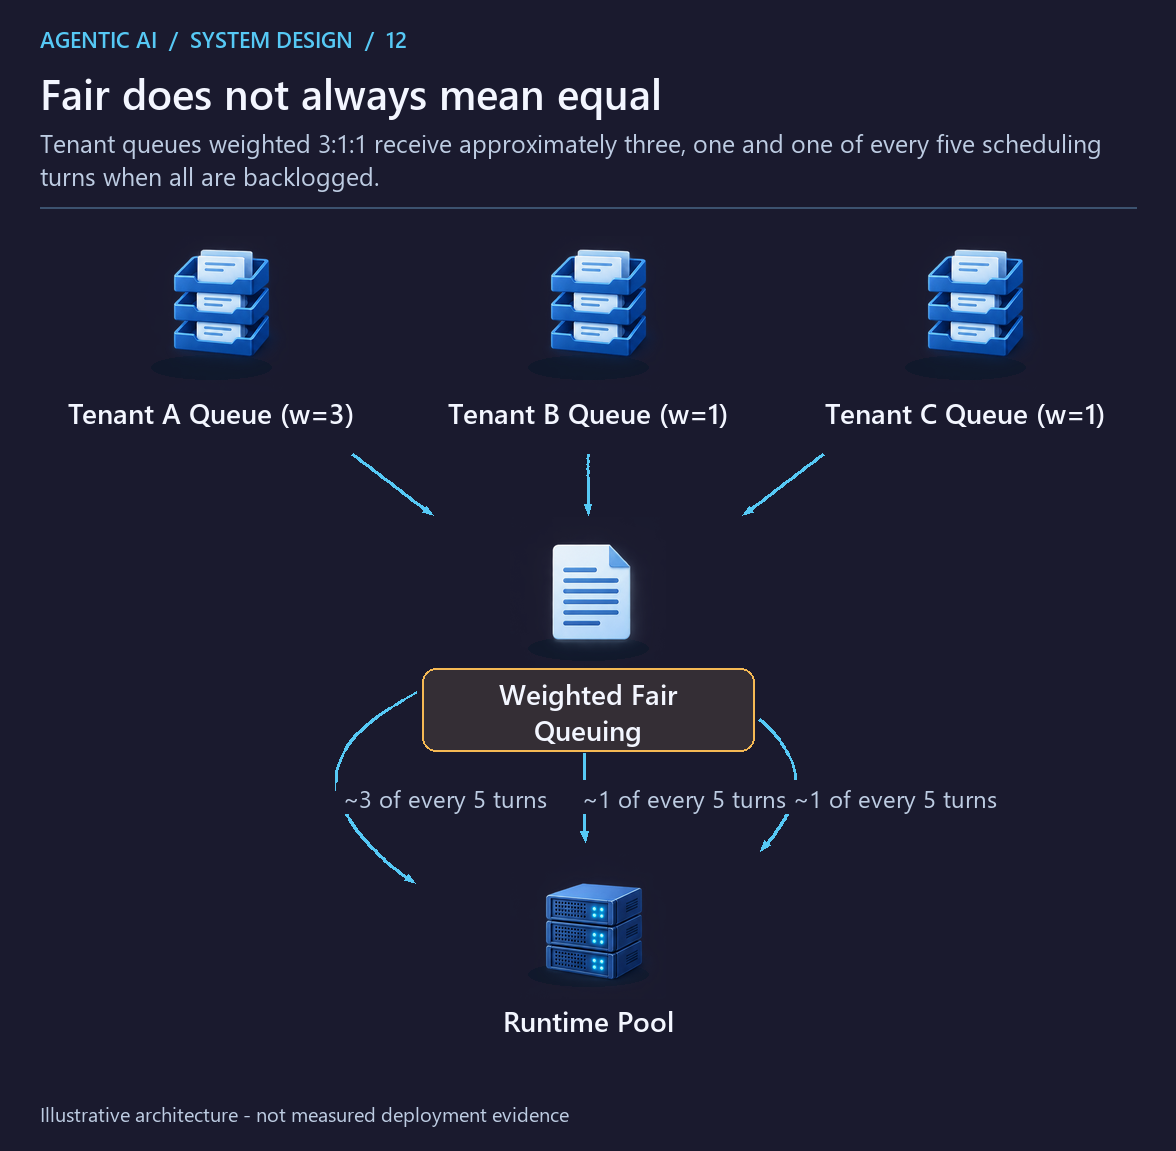 AGENTIC AI / SYSTEM DESIGN / 12
Fair does not always mean equal
Tenant queues weighted 3:1:1 receive approximately three, one and one of every five scheduling
turns when all are backlogged.
Tenant A Queue (w=3)
Tenant B Queue (w=1)
Tenant C Queue (w=1)
Weighted Fair
Queuing
~3 of every 5 turns
~1 of every 5 turns
~1 of every 5 turns
Runtime Pool
Illustrative architecture - not measured deployment evidence